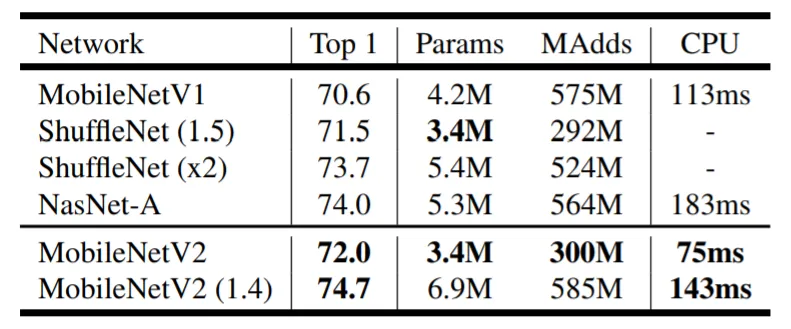 Network Top 1 Params MAdds CPU
MobileNetV1 70.6 4.2M 575M 113ms
ShuffleNet (1.5) 71.5 3.4M 292M -
ShuffleNet (x2) 73.7 5.4M 524M -
NasNet-A 74.0 5.3M 564M 183ms
MobileNetV2 72.0 3.4M 300M 75ms
MobileNetV2 (1.4) 74.7 6.9M 585M 143ms